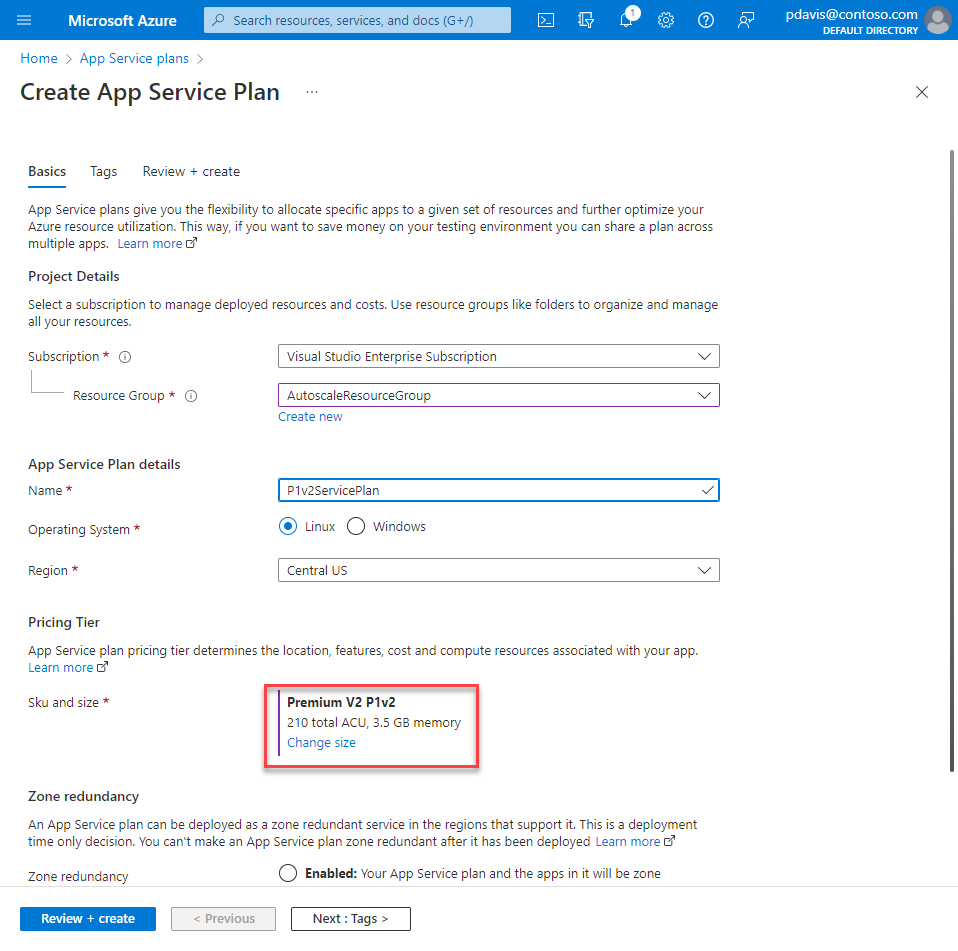 Microsoft Azure
Search resources, services, and docs (G+/)
1
pdavis@contoso.com
DEFAULT DIRECTORY
Home > App Service plans >
Create App Service Plan ...
Basics Tags Review + create
App Service plans give you the flexibility to allocate specific apps to a given set of resources and further optimize your
Azure resource utilization. This way, if you want to save money on your testing environment you can share a plan across
multiple apps. Learn more
Project Details
Select a subscription to manage deployed resources and costs. Use resource groups like folders to organize and manage
all your resources.
Subscription * Visual Studio Enterprise Subscription
Resource Group * AutoscaleResourceGroup
Create new
App Service Plan details
Name * P1v2ServicePlan
Operating System * Linux Windows
Region * Central US
Pricing Tier
App Service plan pricing tier determines the location, features, cost and compute resources associated with your app.
Learn more
Sku and size * Premium V2 P1v2
210 total ACU, 3.5 GB memory
Change size
Zone redundancy
An App Service plan can be deployed as a zone redundant service in the regions that support it. This is a deployment
time only decision. You can't make an App Service plan zone redundant after it has been deployed Learn more
Zone redundancy Enabled: Your App Service plan and the apps in it will be zone
Review + create < Previous Next : Tags >